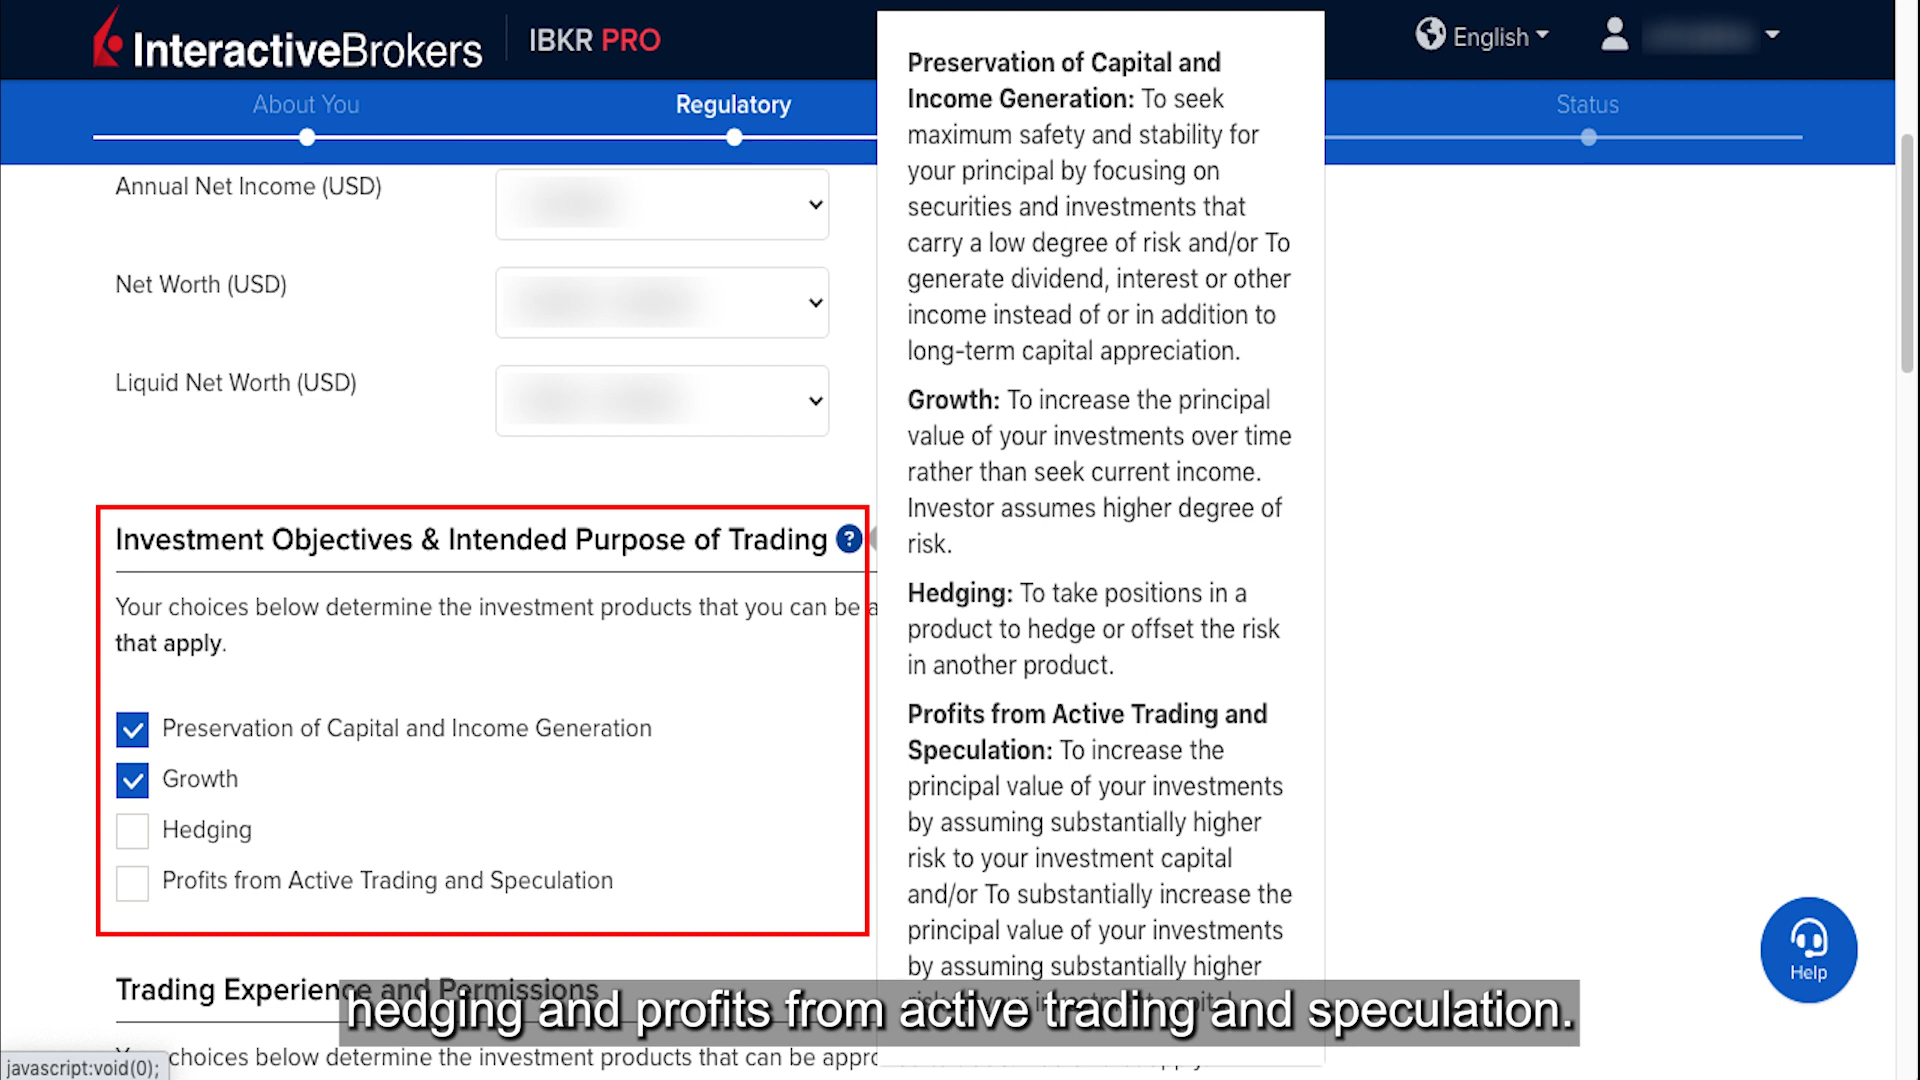 InteractiveBrokers
IBKR PRO
English
About You
Regulatory
Status
Annual Net Income (USD)
Net Worth (USD)
Liquid Net Worth (USD)
Investment Objectives & Intended Purpose of Trading ?
Your choices below determine the investment products that you can be a
that apply.
Preservation of Capital and Income Generation
Growth
Hedging
Profits from Active Trading and Speculation
Trading Experience and Permissions
Your choices below determine the investment products that can be appro
Preservation of Capital and
Income Generation: To seek
maximum safety and stability for
your principal by focusing on
securities and investments that
carry a low degree of risk and/or To
generate dividend, interest or other
income instead of or in addition to
long-term capital appreciation.
Growth: To increase the principal
value of your investments over time
rather than seek current income.
Investor assumes higher degree of
risk.
Hedging: To take positions in a
product to hedge or offset the risk
in another product.
Profits from Active Trading and
Speculation: To increase the
principal value of your investments
by assuming substantially higher
risk to your investment capital
and/or To substantially increase the
principal value of your investments
by assuming substantially higher
hedging and profits from active trading and speculation.
Help
javascript:void(0);